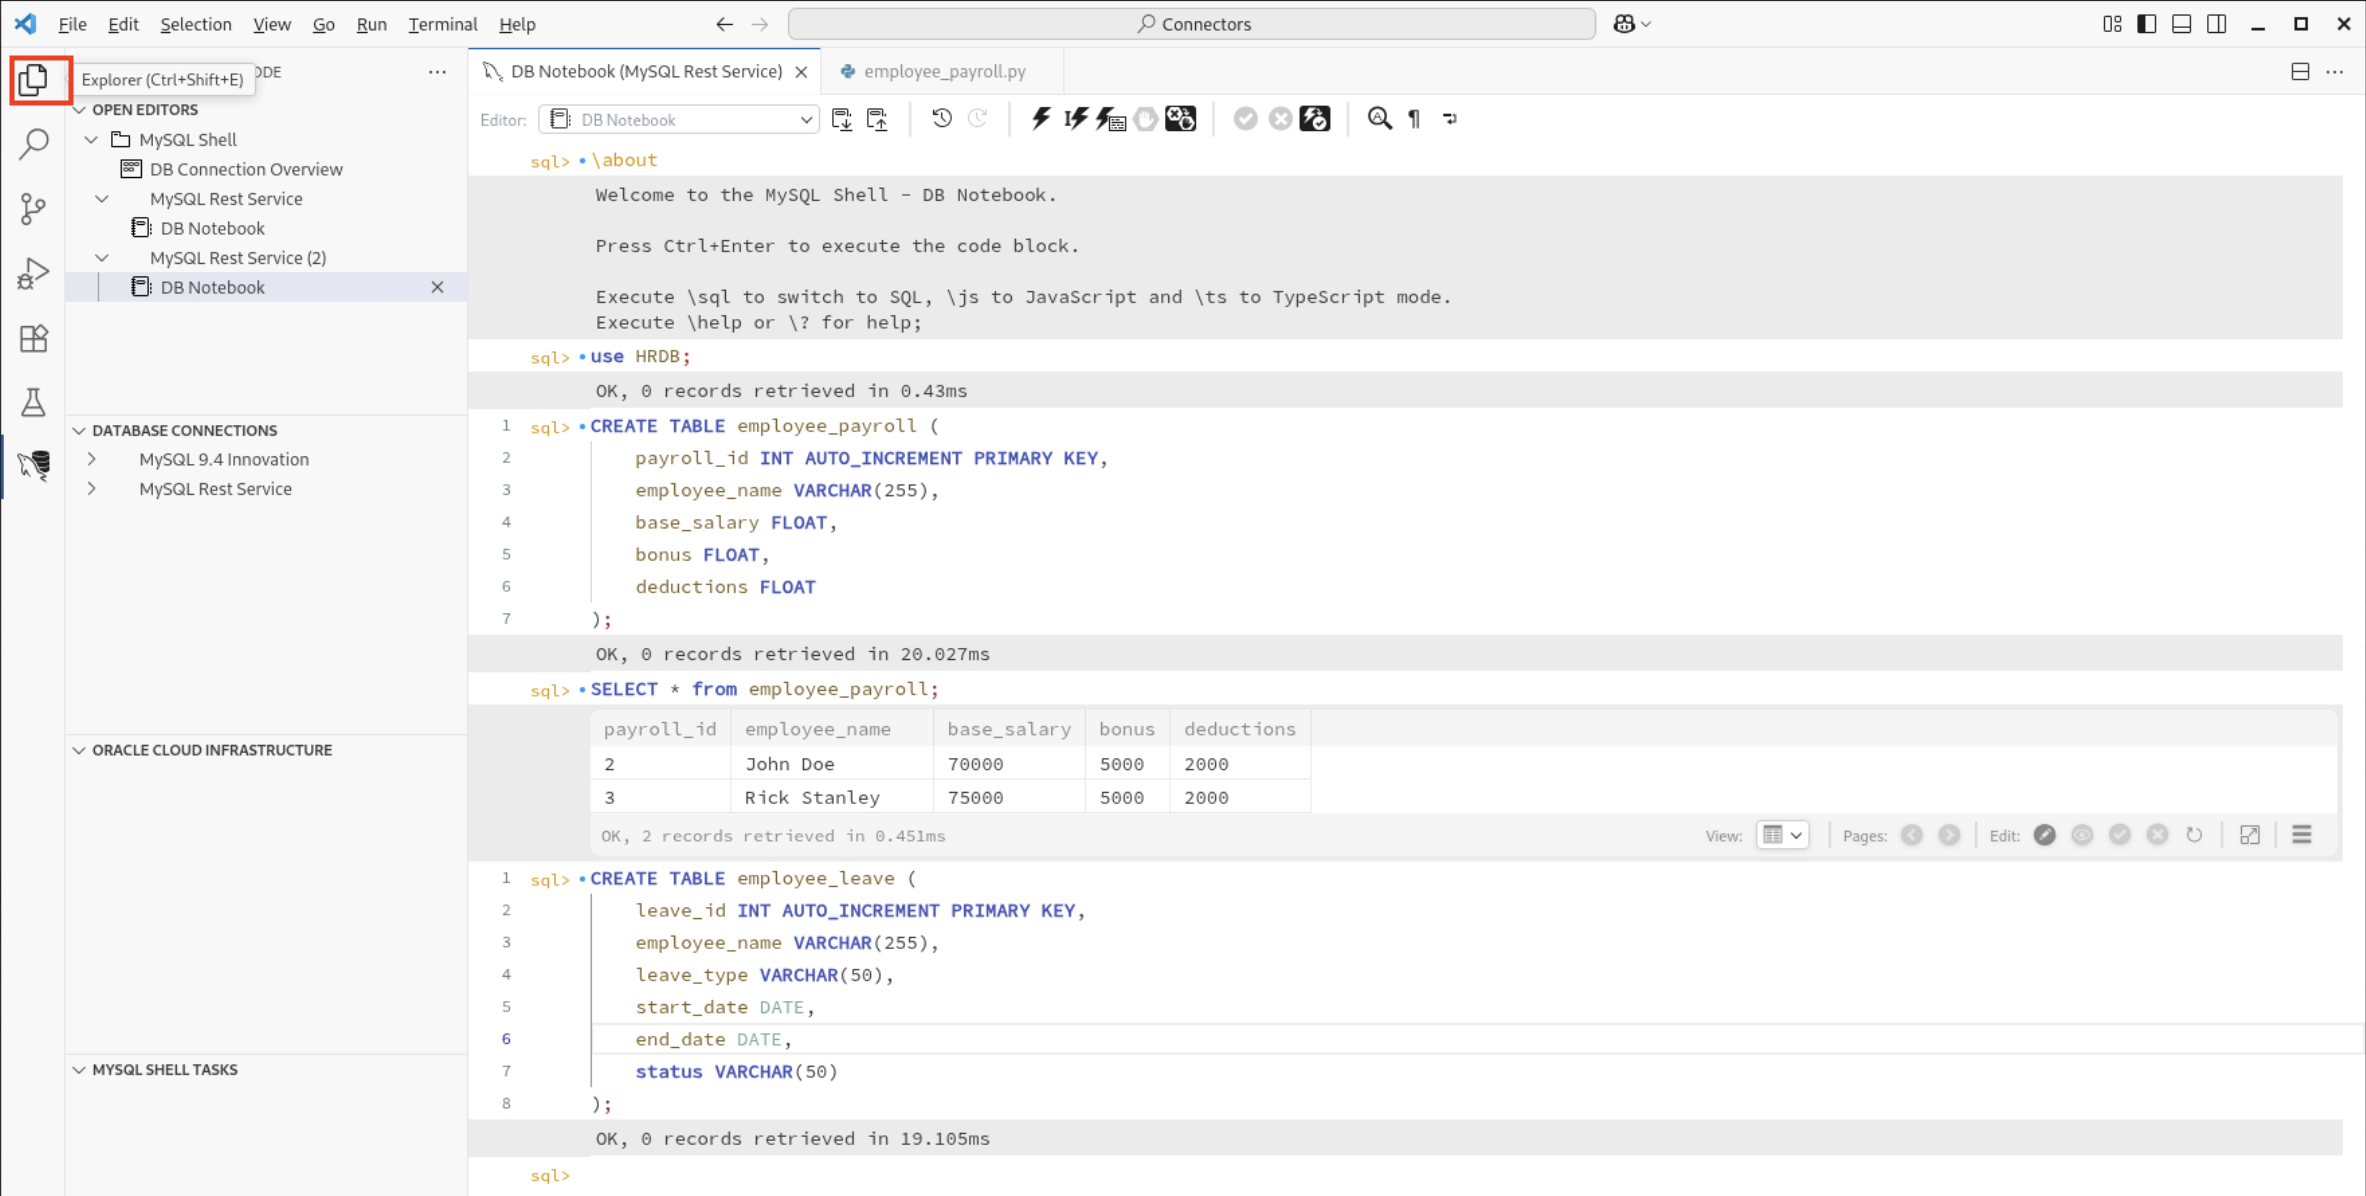 File Edit Selection View Go Run Terminal Help
Connectors
Explorer (Ctrl+Shift+E)
ODE
OPEN EDITORS
MySQL Shell
DB Connection Overview
MySQL Rest Service
DB Notebook
MySQL Rest Service (2)
DB Notebook
DATABASE CONNECTIONS
MySQL 9.4 Innovation
MySQL Rest Service
ORACLE CLOUD INFRASTRUCTURE
MYSQL SHELL TASKS
DB Notebook (MySQL Rest Service)
employee_payroll.py
Editor: DB Notebook
sql> \about
Welcome to the MySQL Shell - DB Notebook.
Press Ctrl+Enter to execute the code block.
Execute \sql to switch to SQL, \js to JavaScript and \ts to TypeScript mode.
Execute \help or \? for help;
sql> use HRDB;
OK, 0 records retrieved in 0.43ms
1 sql> CREATE TABLE employee_payroll (
2 payroll_id INT AUTO_INCREMENT PRIMARY KEY,
3 employee_name VARCHAR(255),
4 base_salary FLOAT,
5 bonus FLOAT,
6 deductions FLOAT
7 );
OK, 0 records retrieved in 20.027ms
sql> SELECT * from employee_payroll;
payroll_id employee_name base_salary bonus deductions
2 John Doe 70000 5000 2000
3 Rick Stanley 75000 5000 2000
OK, 2 records retrieved in 0.451ms
View: Pages: Edit:
1 sql> CREATE TABLE employee_leave (
2 leave_id INT AUTO_INCREMENT PRIMARY KEY,
3 employee_name VARCHAR(255),
4 leave_type VARCHAR(50),
5 start_date DATE,
6 end_date DATE,
7 status VARCHAR(50)
8 );
OK, 0 records retrieved in 19.105ms
sql>